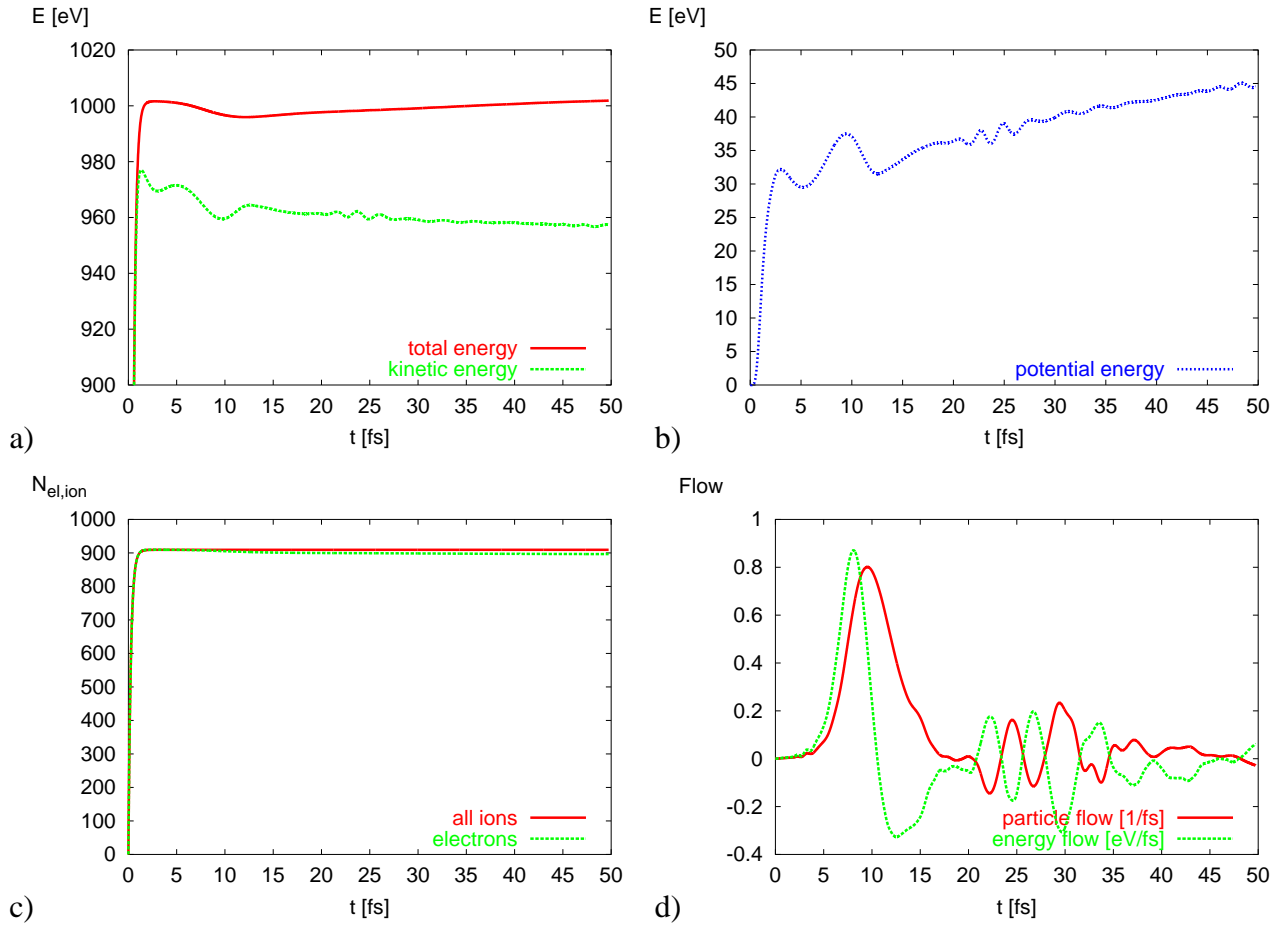 E [eV]
1020
1000
980
960
940
920
900
total energy
kinetic energy
0 5 10 15 20 25 30 35 40 45 50
t [fs]
a)
E [eV]
50
45
40
35
30
25
20
15
10
5
0
potential energy
0 5 10 15 20 25 30 35 40 45 50
t [fs]
b)
N el,ion
1000
900
800
700
600
500
400
300
200
100
0
all ions
electrons
0 5 10 15 20 25 30 35 40 45 50
t [fs]
c)
Flow
1
0.8
0.6
0.4
0.2
0
-0.2
-0.4
particle flow [1/fs]
energy flow [eV/fs]
0 5 10 15 20 25 30 35 40 45 50
t [fs]
d)